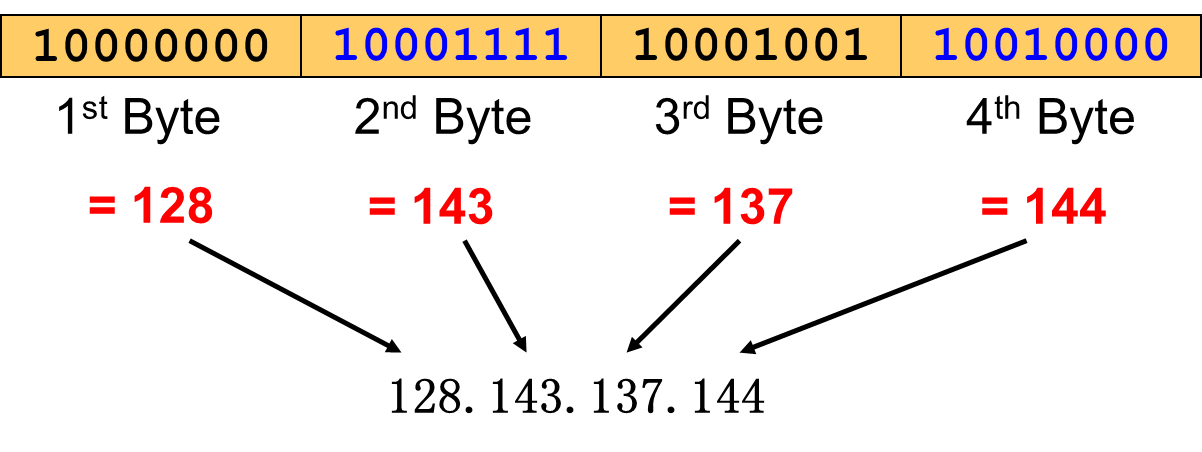 10000000 10001111 10001001 10010000
1st Byte 2nd Byte 3rd Byte 4th Byte
= 128 = 143 = 137 = 144
128.143.137.144